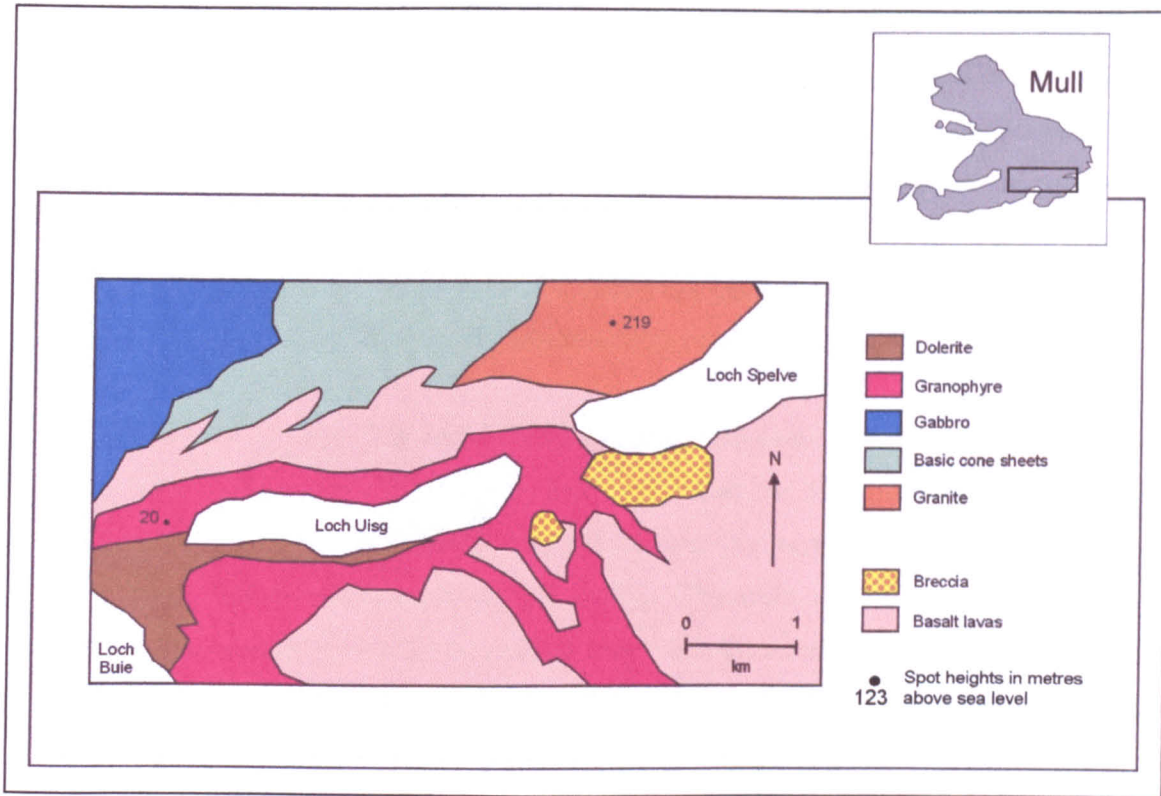 Mull
219
Loch Spelve
N
20
Loch Uisg
Loch
Buie
0 1
km
Dolerite
Granophyre
Gabbro
Basic cone sheets
Granite
Breccia
Basalt lavas
Spot heights in metres
123 above sea level